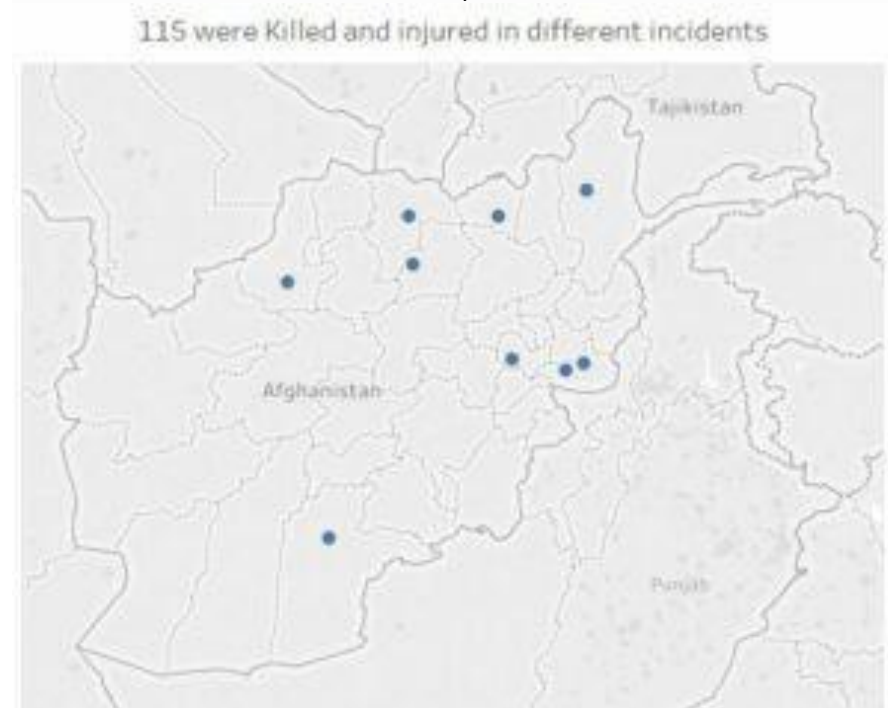 115 were Killed and injured in different incidents
Tajikistan
Afghanistan
Punjab